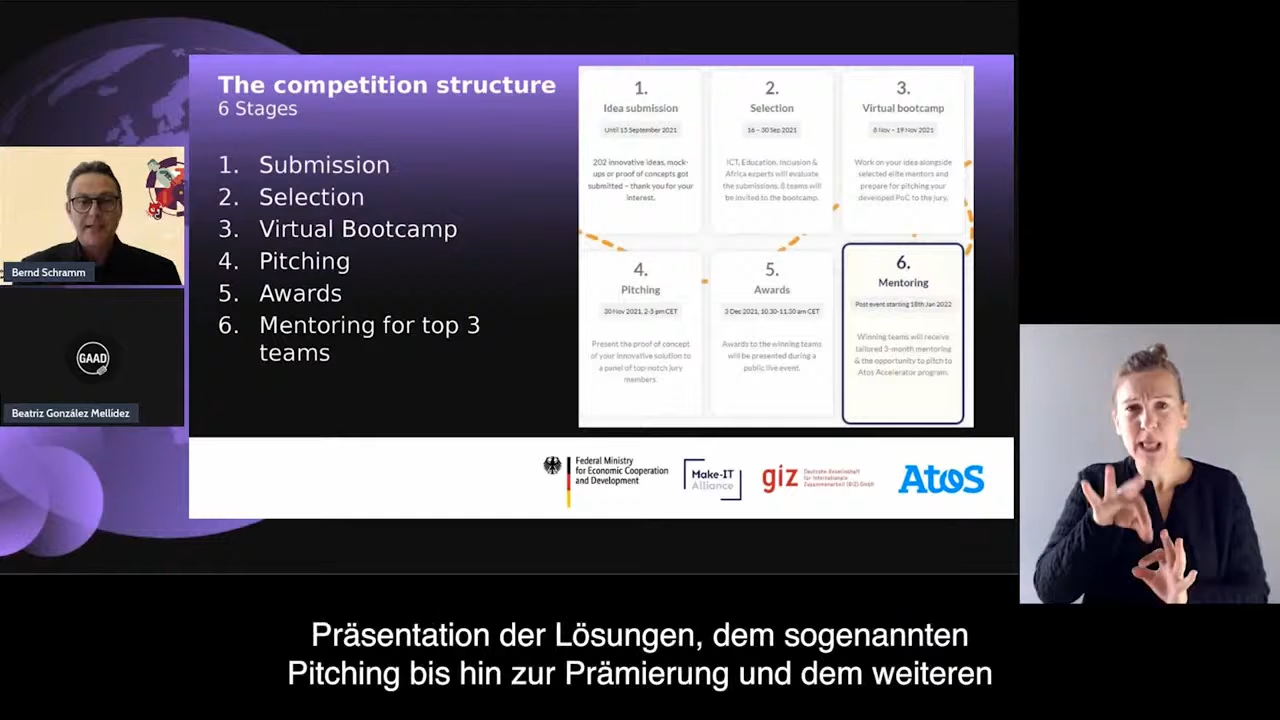 The competition structure
6 Stages
1. Submission
2. Selection
3. Virtual Bootcamp
4. Pitching
5. Awards
6. Mentoring for top 3
teams
1.
Idea submission
Until 15 September 2021
202 innovative ideas, mock-
ups or proof of concepts got
submitted – thank you for your
interest.
2.
Selection
16 – 30 Sep 2021
ICT, Education, Inclusion &
Africa experts will evaluate
the submissions. 8 teams will
be invited to the bootcamp.
3.
Virtual bootcamp
8 Nov – 19 Nov 2021
Work on your idea alongside
selected elite mentors and
prepare for pitching your
developed PoC to the jury.
4.
Pitching
30 Nov 2021, 2-5 pm CET
Present the proof of concept
of your innovative solution to
a panel of top-notch jury
members.
5.
Awards
3 Dec 2021, 10.30-11.30 am CET
Awards to the winning teams
will be presented during a
public live event.
6.
Mentoring
Post event starting 18th Jan 2022
Winning teams will receive
tailored 3-month mentoring
& the opportunity to pitch to
Atos Accelerator program.
Bernd Schramm
GAAD
Beatriz González Mellídez
Federal Ministry
for Economic Cooperation
and Development
Make-IT
Alliance
giz
Deutsche Gesellschaft
für Internationale
Zusammenarbeit (GIZ) GmbH
Atos
Präsentation der Lösungen, dem sogenannten
Pitching bis hin zur Prämierung und dem weiteren